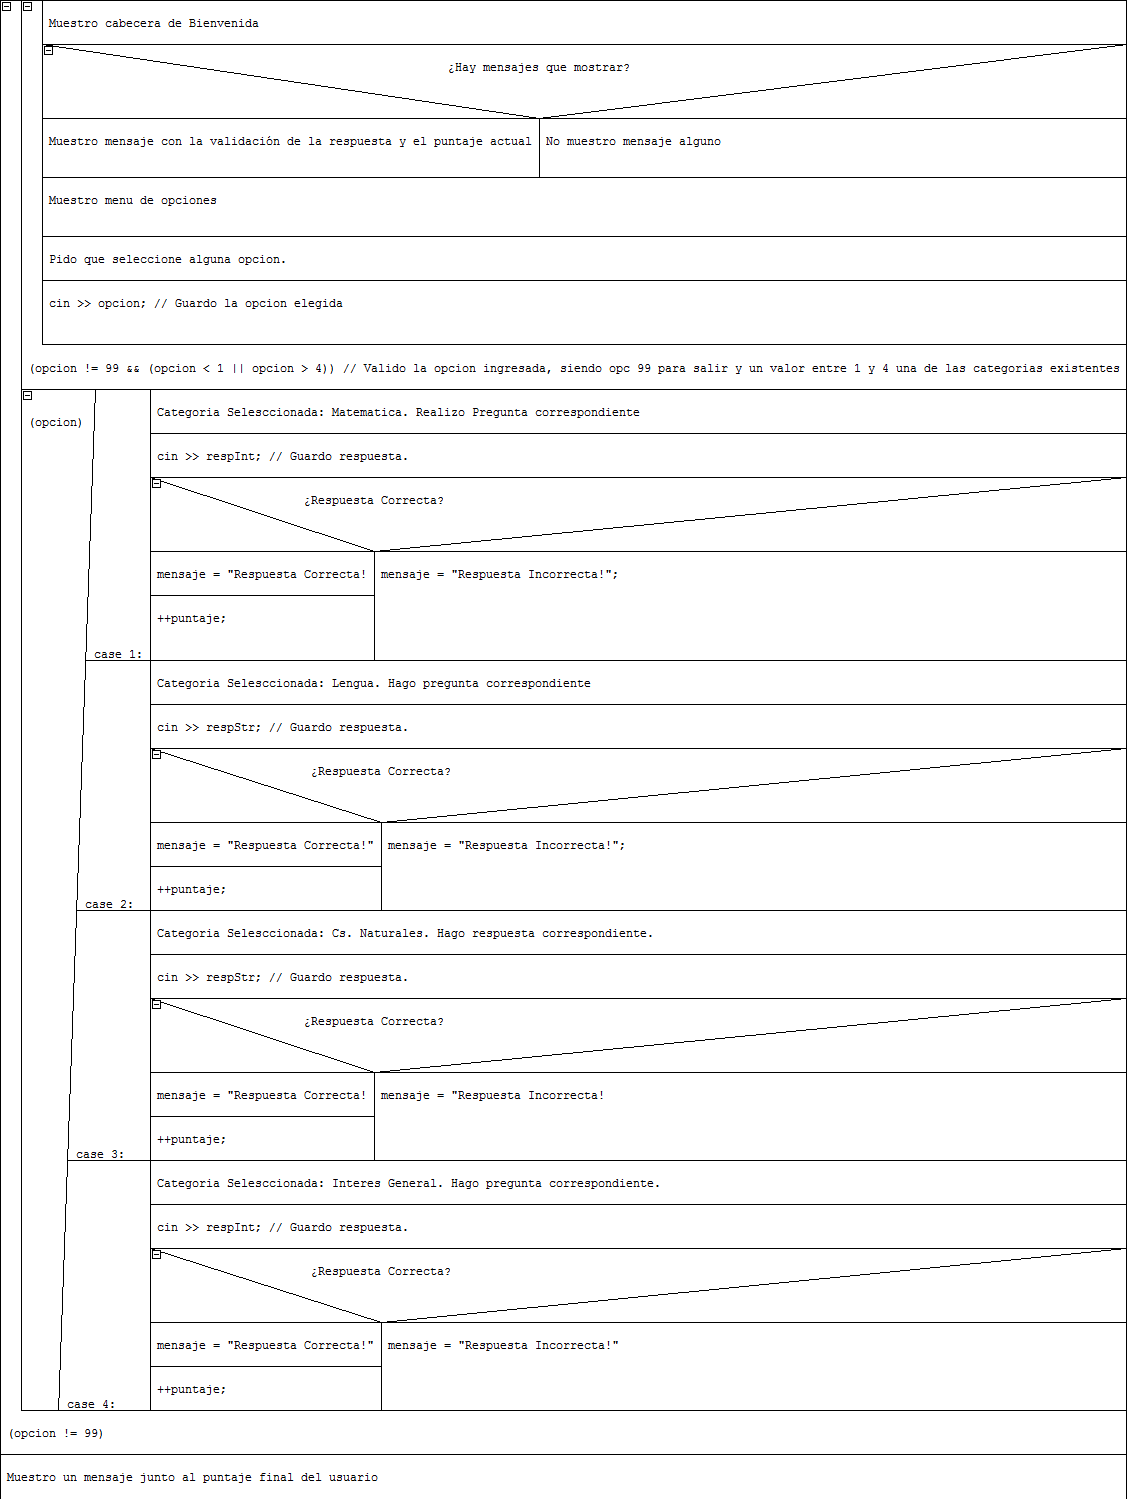 Muestro cabecera de Bienvenida
¿Hay mensajes que mostrar?
Muestro mensaje con la validación de la respuesta y el puntaje actual
No muestro mensaje alguno
Muestro menu de opciones
Pido que seleccione alguna opcion.
cin >> opcion; // Guardo la opcion elegida
(opcion != 99 && (opcion < 1 || opcion > 4)) // Valido la opcion ingresada, siendo opc 99 para salir y un valor entre 1 y 4 una de las categorias existentes
(opcion)
Categoria Selesccionada: Matematica. Realizo Pregunta correspondiente
cin >> respInt; // Guardo respuesta.
¿Respuesta Correcta?
mensaje = "Respuesta Correcta!
mensaje = "Respuesta Incorrecta!";
++puntaje;
case 1:
Categoria Selesccionada: Lengua. Hago pregunta correspondiente
cin >> respStr; // Guardo respuesta.
¿Respuesta Correcta?
mensaje = "Respuesta Correcta!"
mensaje = "Respuesta Incorrecta!";
++puntaje;
case 2:
Categoria Selesccionada: Cs. Naturales. Hago respuesta correspondiente.
cin >> respStr; // Guardo respuesta.
¿Respuesta Correcta?
mensaje = "Respuesta Correcta!
mensaje = "Respuesta Incorrecta!
++puntaje;
case 3:
Categoria Selesccionada: Interes General. Hago pregunta correspondiente.
cin >> respInt; // Guardo respuesta.
¿Respuesta Correcta?
mensaje = "Respuesta Correcta!"
mensaje = "Respuesta Incorrecta!"
++puntaje;
case 4:
(opcion != 99)
Muestro un mensaje junto al puntaje final del usuario